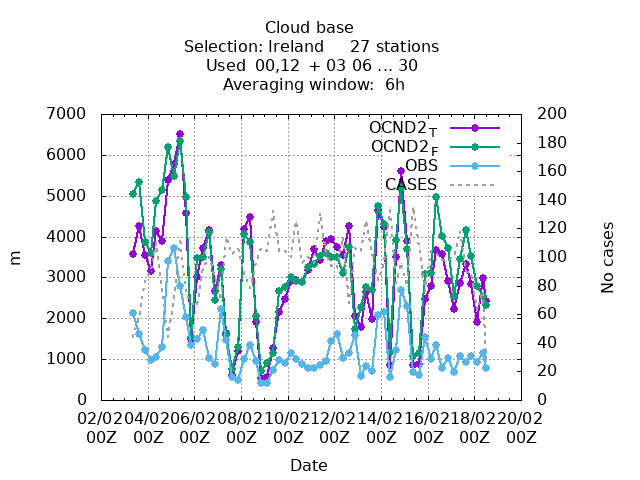 Cloud base
Selection: Ireland 27 stations
Used 00,12 + 03 06 ... 30
Averaging window: 6h
7000
6000
5000
4000
3000
2000
1000
0
m
200
180
160
140
120
100
80
60
40
20
0
No cases
OCND2 T
OCND2 F
OBS
CASES
02/02 04/02 06/02 08/02 10/02 12/02 14/02 16/02 18/02 20/02
00Z 00Z 00Z 00Z 00Z 00Z 00Z 00Z 00Z 00Z
Date